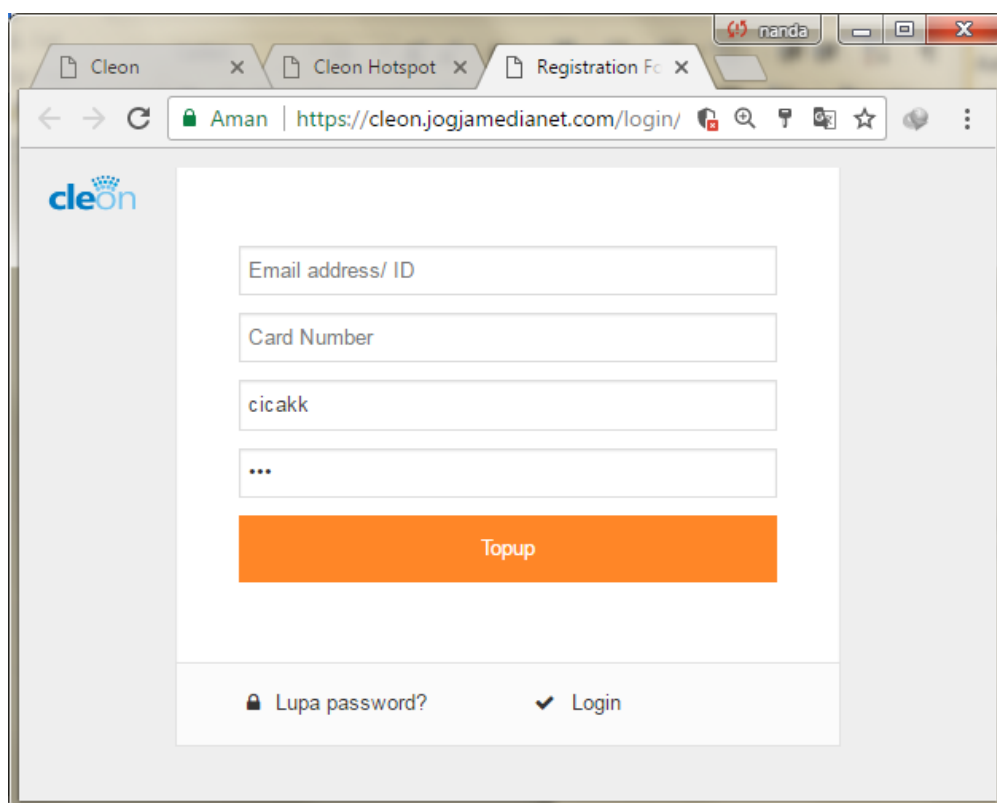 nanda
Cleon
Cleon Hotspot
Registration Fo
Aman
https://cleon.jogjamedianet.com/login/
cleon
Email address/ ID
Card Number
cicakk
•••
Topup
Lupa password?
Login